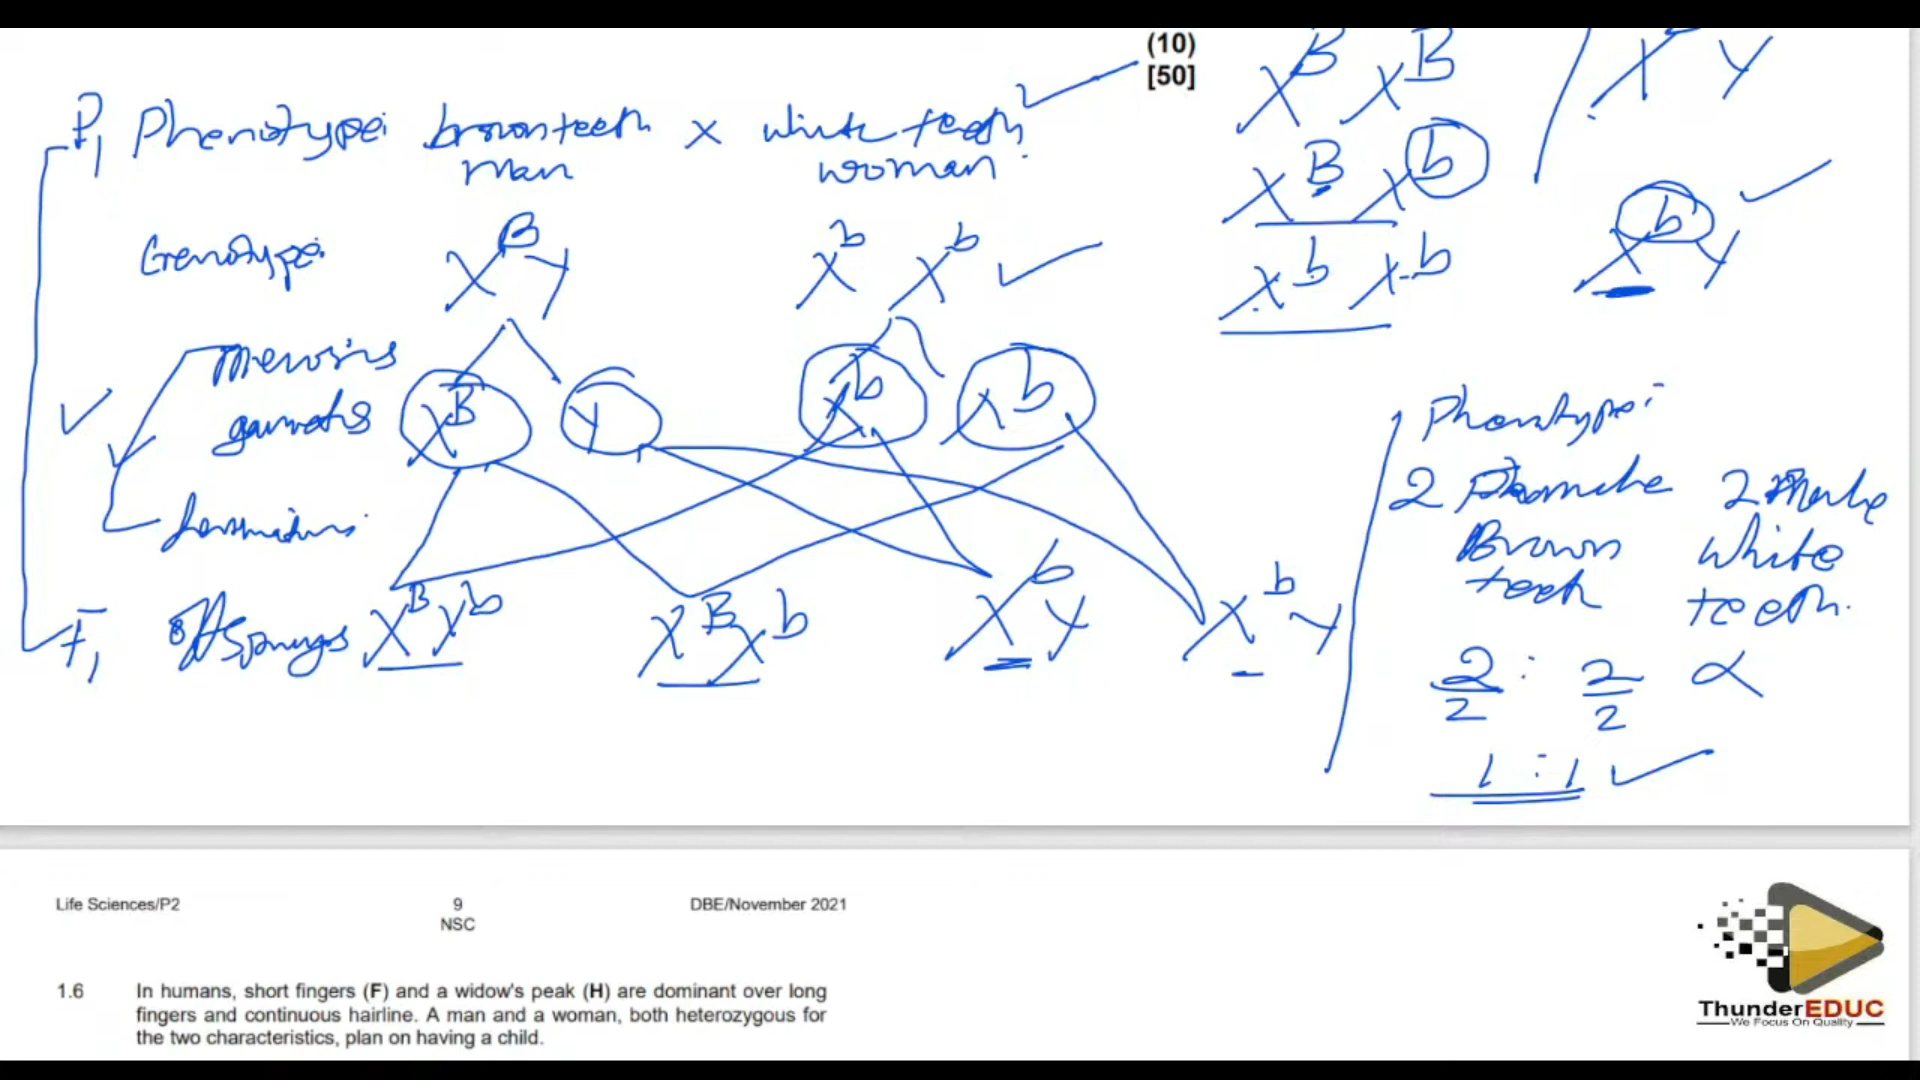 (10)
[50]
P1 Phenotype: brown teeth x white teeth
man woman
Genotype: X^B Y X^b X^b
Meiosis
gametes X^B Y X^b X^b
F1 Offsprings X^B X^b X^B X^b X^b Y X^b Y
X^B X^B
X^B X^b
X^b X^b
X Y
X^b Y
Phenotype:
2 Female 2 Male
Brown White
teeth teeth.
2/2 : 2/2
1 : 1
Life Sciences/P2 9 DBE/November 2021
NSC
1.6 In humans, short fingers (F) and a widow's peak (H) are dominant over long
fingers and continuous hairline. A man and a woman, both heterozygous for
the two characteristics, plan on having a child.
ThunderEDUC
We Focus On Quality